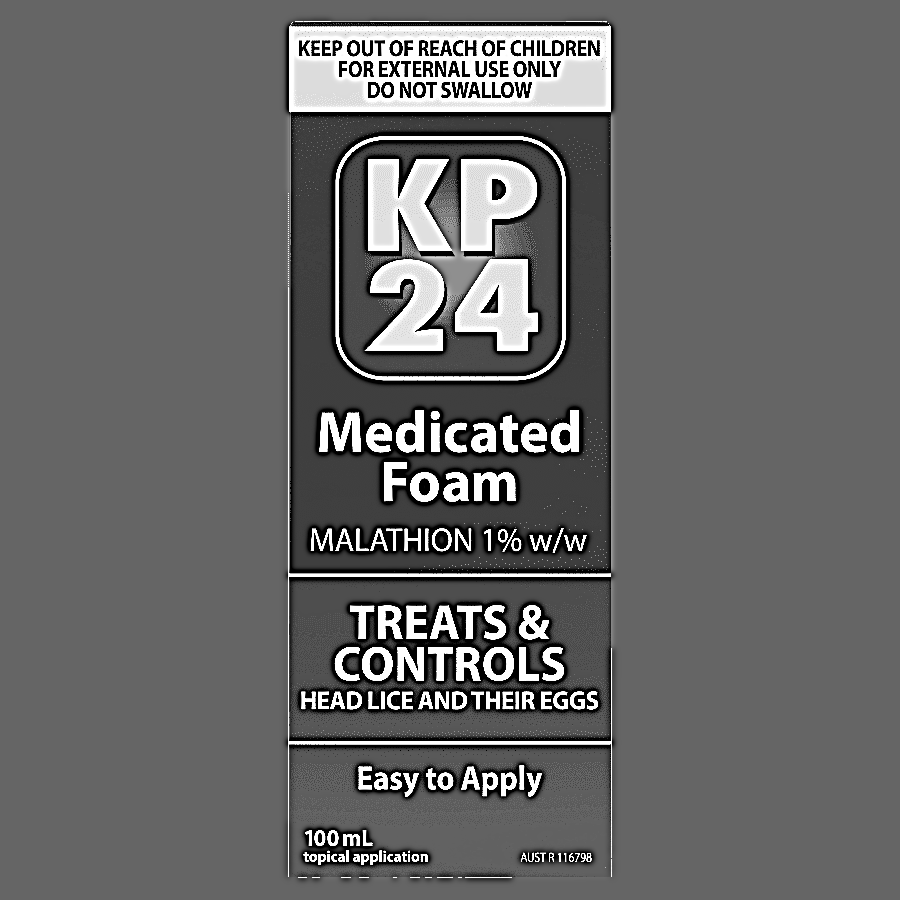 KEEP OUT OF REACH OF CHILDREN
FOR EXTERNAL USE ONLY
DO NOT SWALLOW
KP
24
Medicated
Foam
MALATHION 1% w/w
TREATS &
CONTROLS
HEAD LICE AND THEIR EGGS
Easy to Apply
100 mL
topical application
AUST R 116798